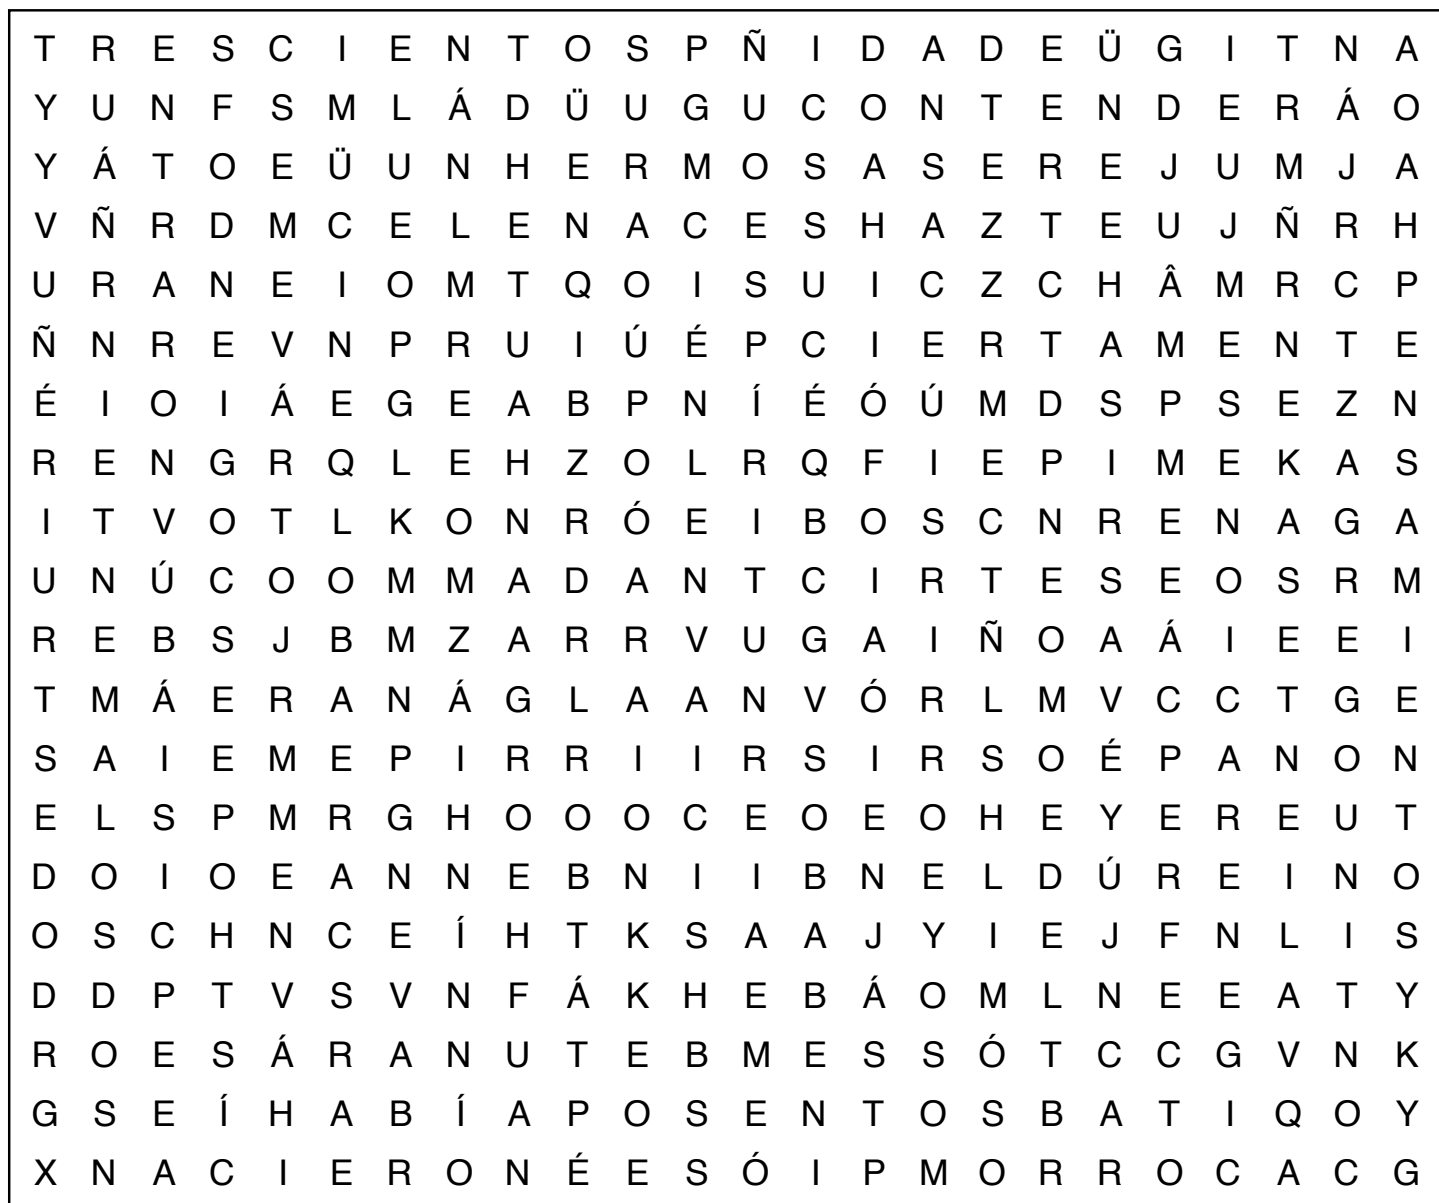 T R E S C I E N T O S P Ñ I D A D E Ü G I T N A
Y U N F S M L Á D Ü U G U C O N T E N D E R Á O
Y Á T O E Ü U N H E R M O S A S E R E J U M J A
V Ñ R D M C E L E N A C E S H A Z T E U J Ñ R H
U R A N E I O M T Q O I S U I C Z C H Â M R C P
Ñ N R E V N P R U I Ú É P C I E R T A M E N T E
É I O I Á E G E A B P N Í É Ó Ú M D S P S E Z N
R E N G R Q L E H Z O L R Q F I E P I M E K A S
I T V O T L K O N R Ó E I B O S C N R E N A G A
U N Ú C O O M M A D A N T C I R T E S E O S R M
R E B S J B M Z A R R V U G A I Ñ O A Á I E E I
T M Á E R A N Á G L A A N V Ó R L M V C C T G E
S A I E M E P I R R I I R S I R S O É P A N O N
E L S P M R G H O O O C E O E O H E Y E R E U T
D O I O E A N N E B N I I B N E L D Ú R E I N O
O S C H N C E Í H T K S A A J Y I E J F N L I S
D D P T V S V N F Á K H E B Á O M L N E E A T Y
R O E S Á R A N U T E B M E S S Ó T C C G V N K
G S E Í H A B Í A P O S E N T O S B A T I Q O Y
X N A C I E R O N É E S Ó I P M O R R O C A C G